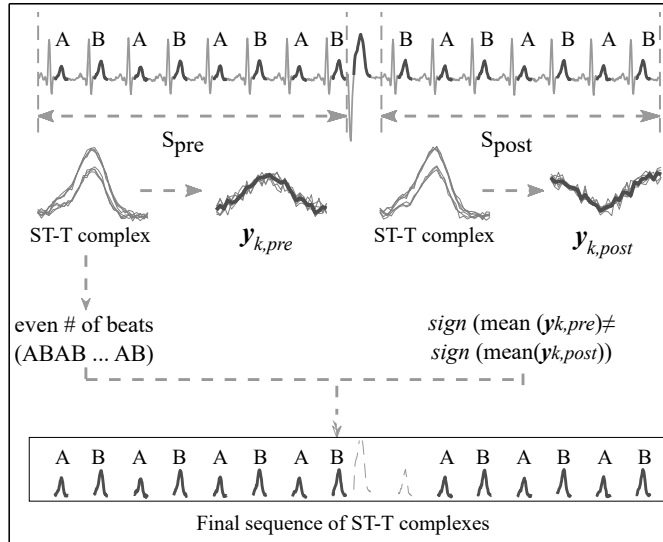 A B A B A B A B B A B A B A B
S_pre S_post
ST-T complex y_k,pre ST-T complex y_k,post
even # of beats
(ABAB ... AB)
sign (mean (y_k,pre)≠
sign (mean(y_k,post))
A B A B A B A B A B A B A B
Final sequence of ST-T complexes